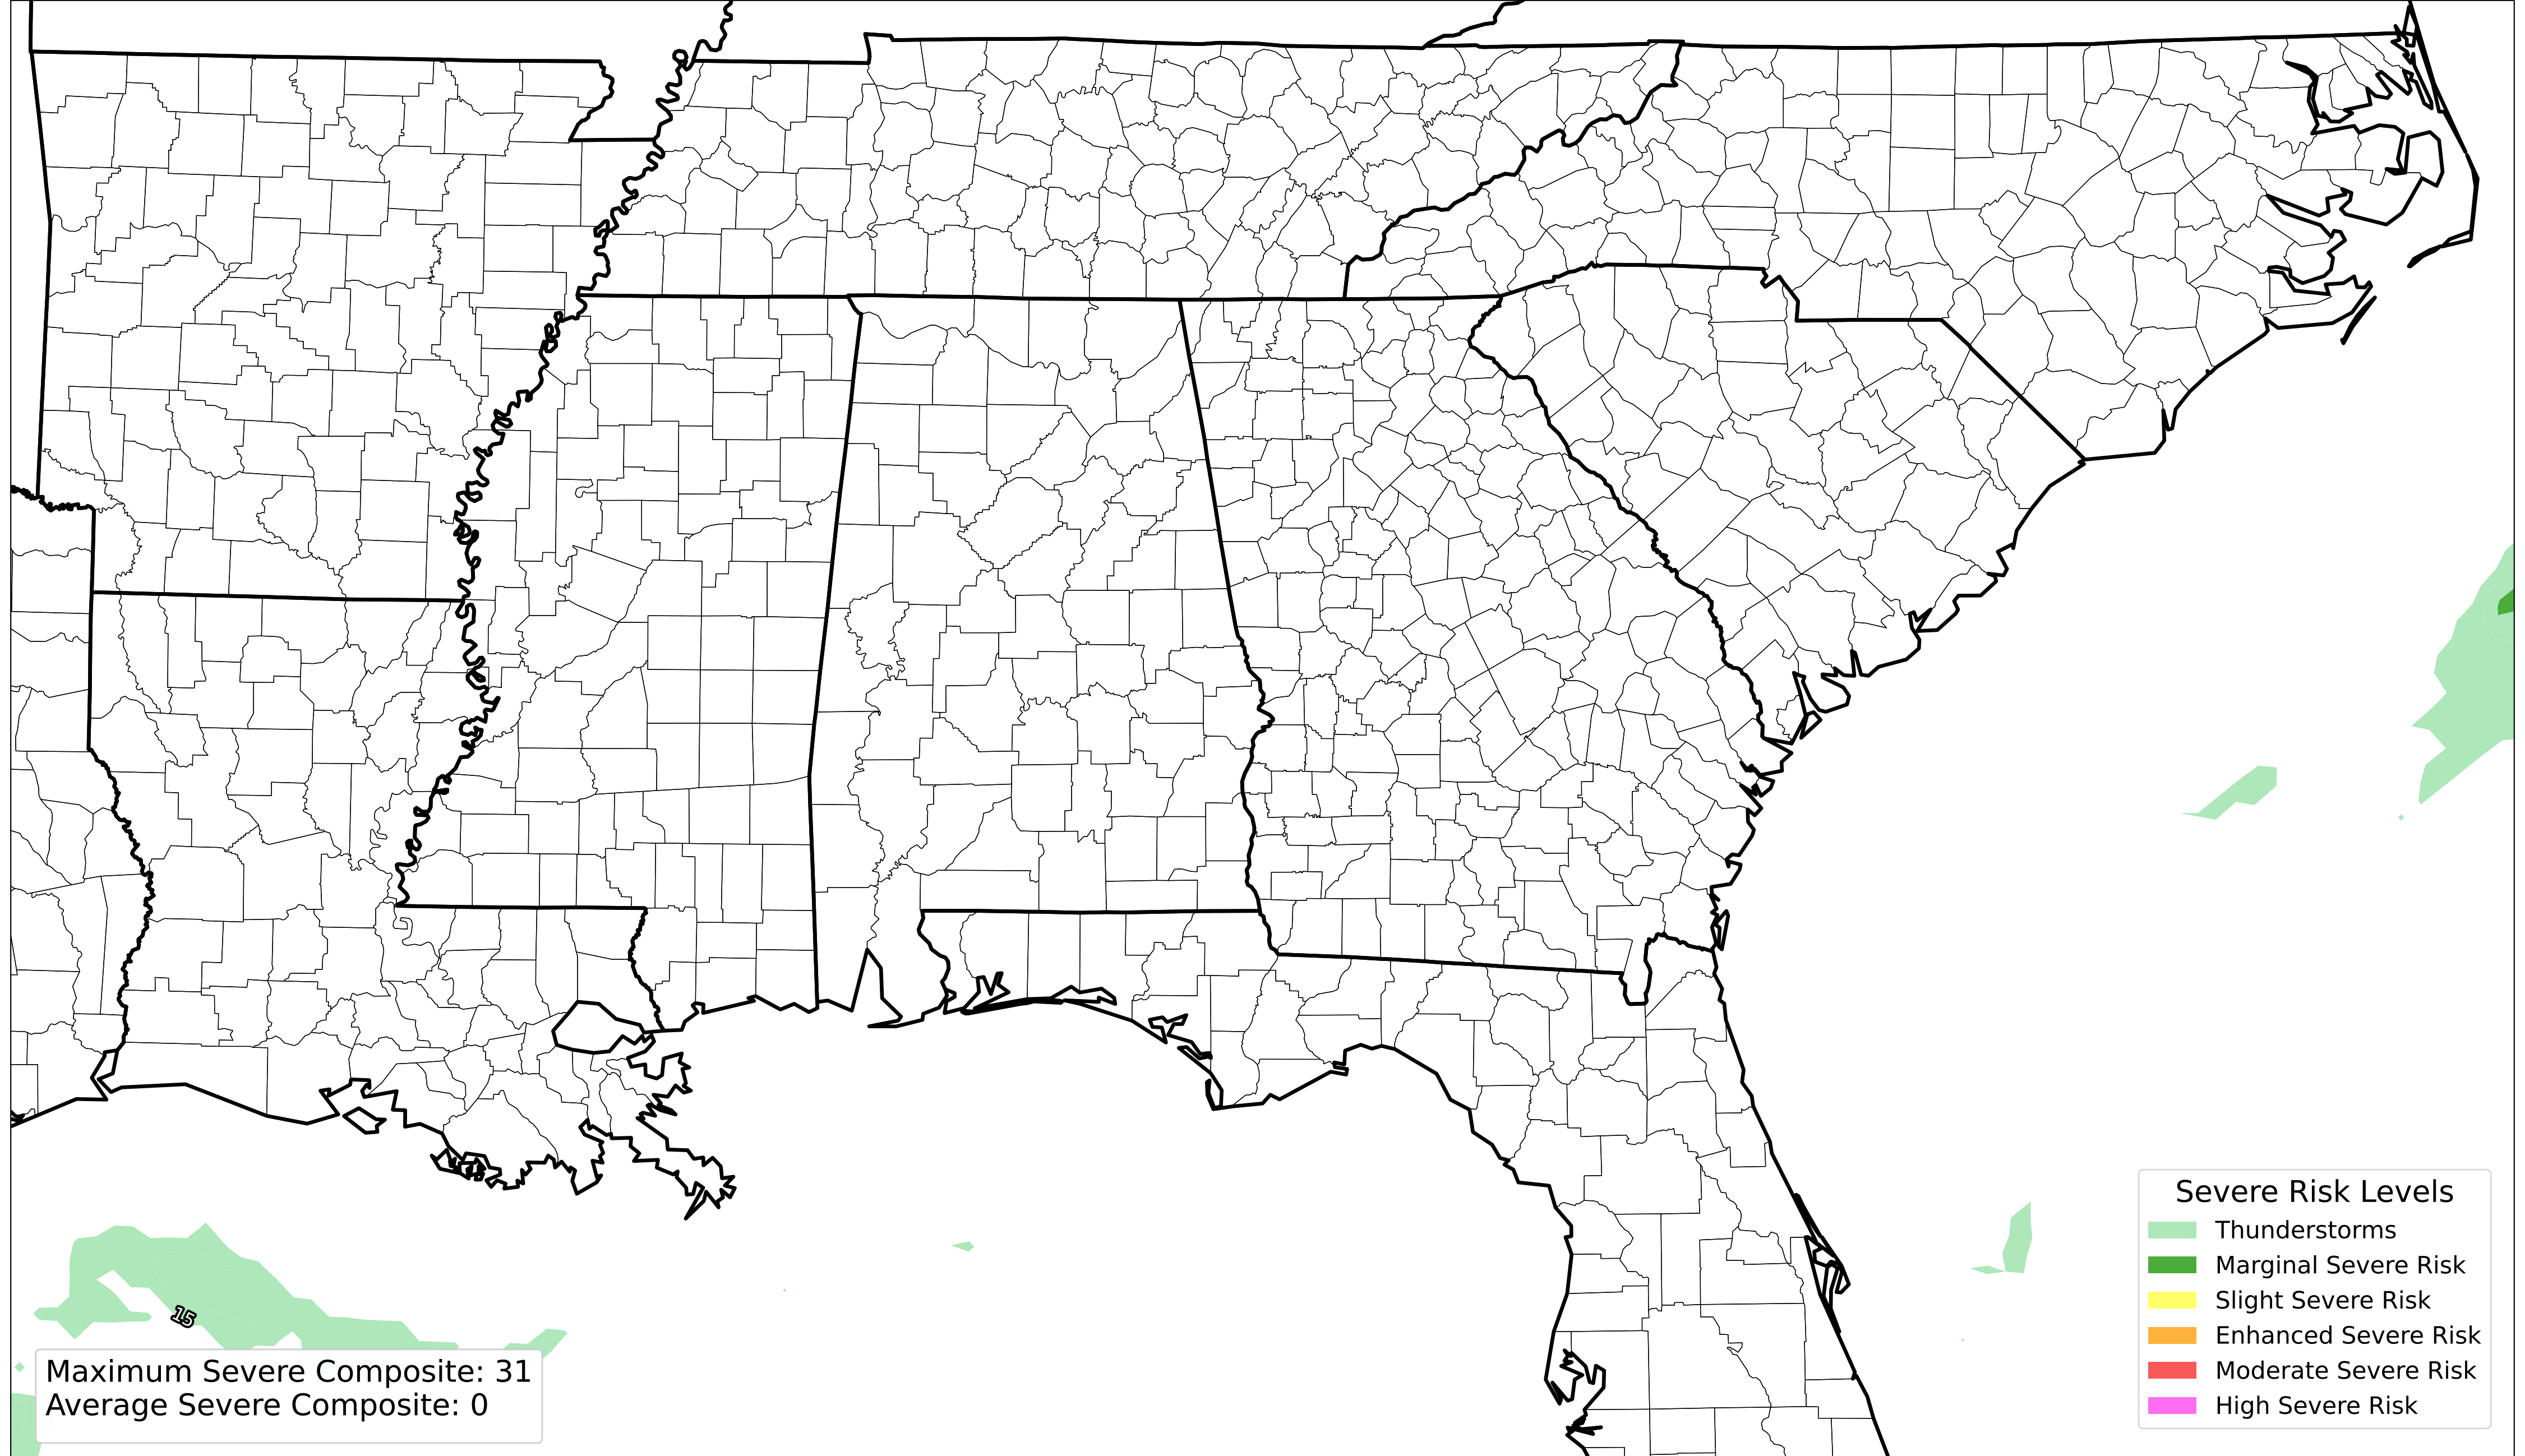 15
Maximum Severe Composite: 31
Average Severe Composite: 0
Severe Risk Levels
Thunderstorms
Marginal Severe Risk
Slight Severe Risk
Enhanced Severe Risk
Moderate Severe Risk
High Severe Risk